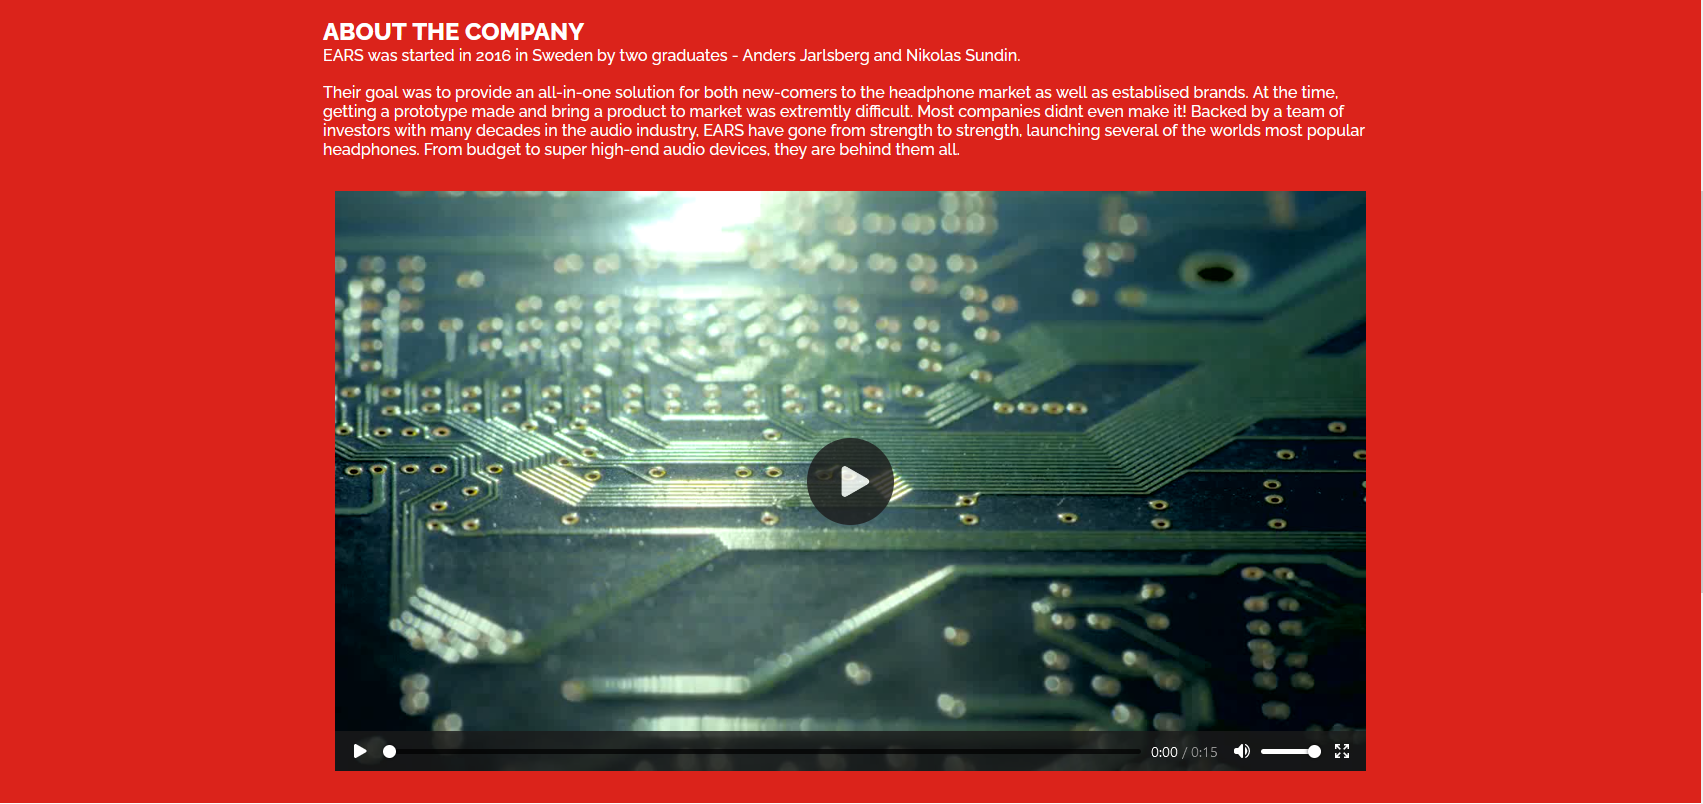 ABOUT THE COMPANY
EARS was started in 2016 in Sweden by two graduates - Anders Jarlsberg and Nikolas Sundin.
Their goal was to provide an all-in-one solution for both new-comers to the headphone market as well as establised brands. At the time,
getting a prototype made and bring a product to market was extremtly difficult. Most companies didnt even make it! Backed by a team of
investors with many decades in the audio industry, EARS have gone from strength to strength, launching several of the worlds most popular
headphones. From budget to super high-end audio devices, they are behind them all.
0:00 / 0:15